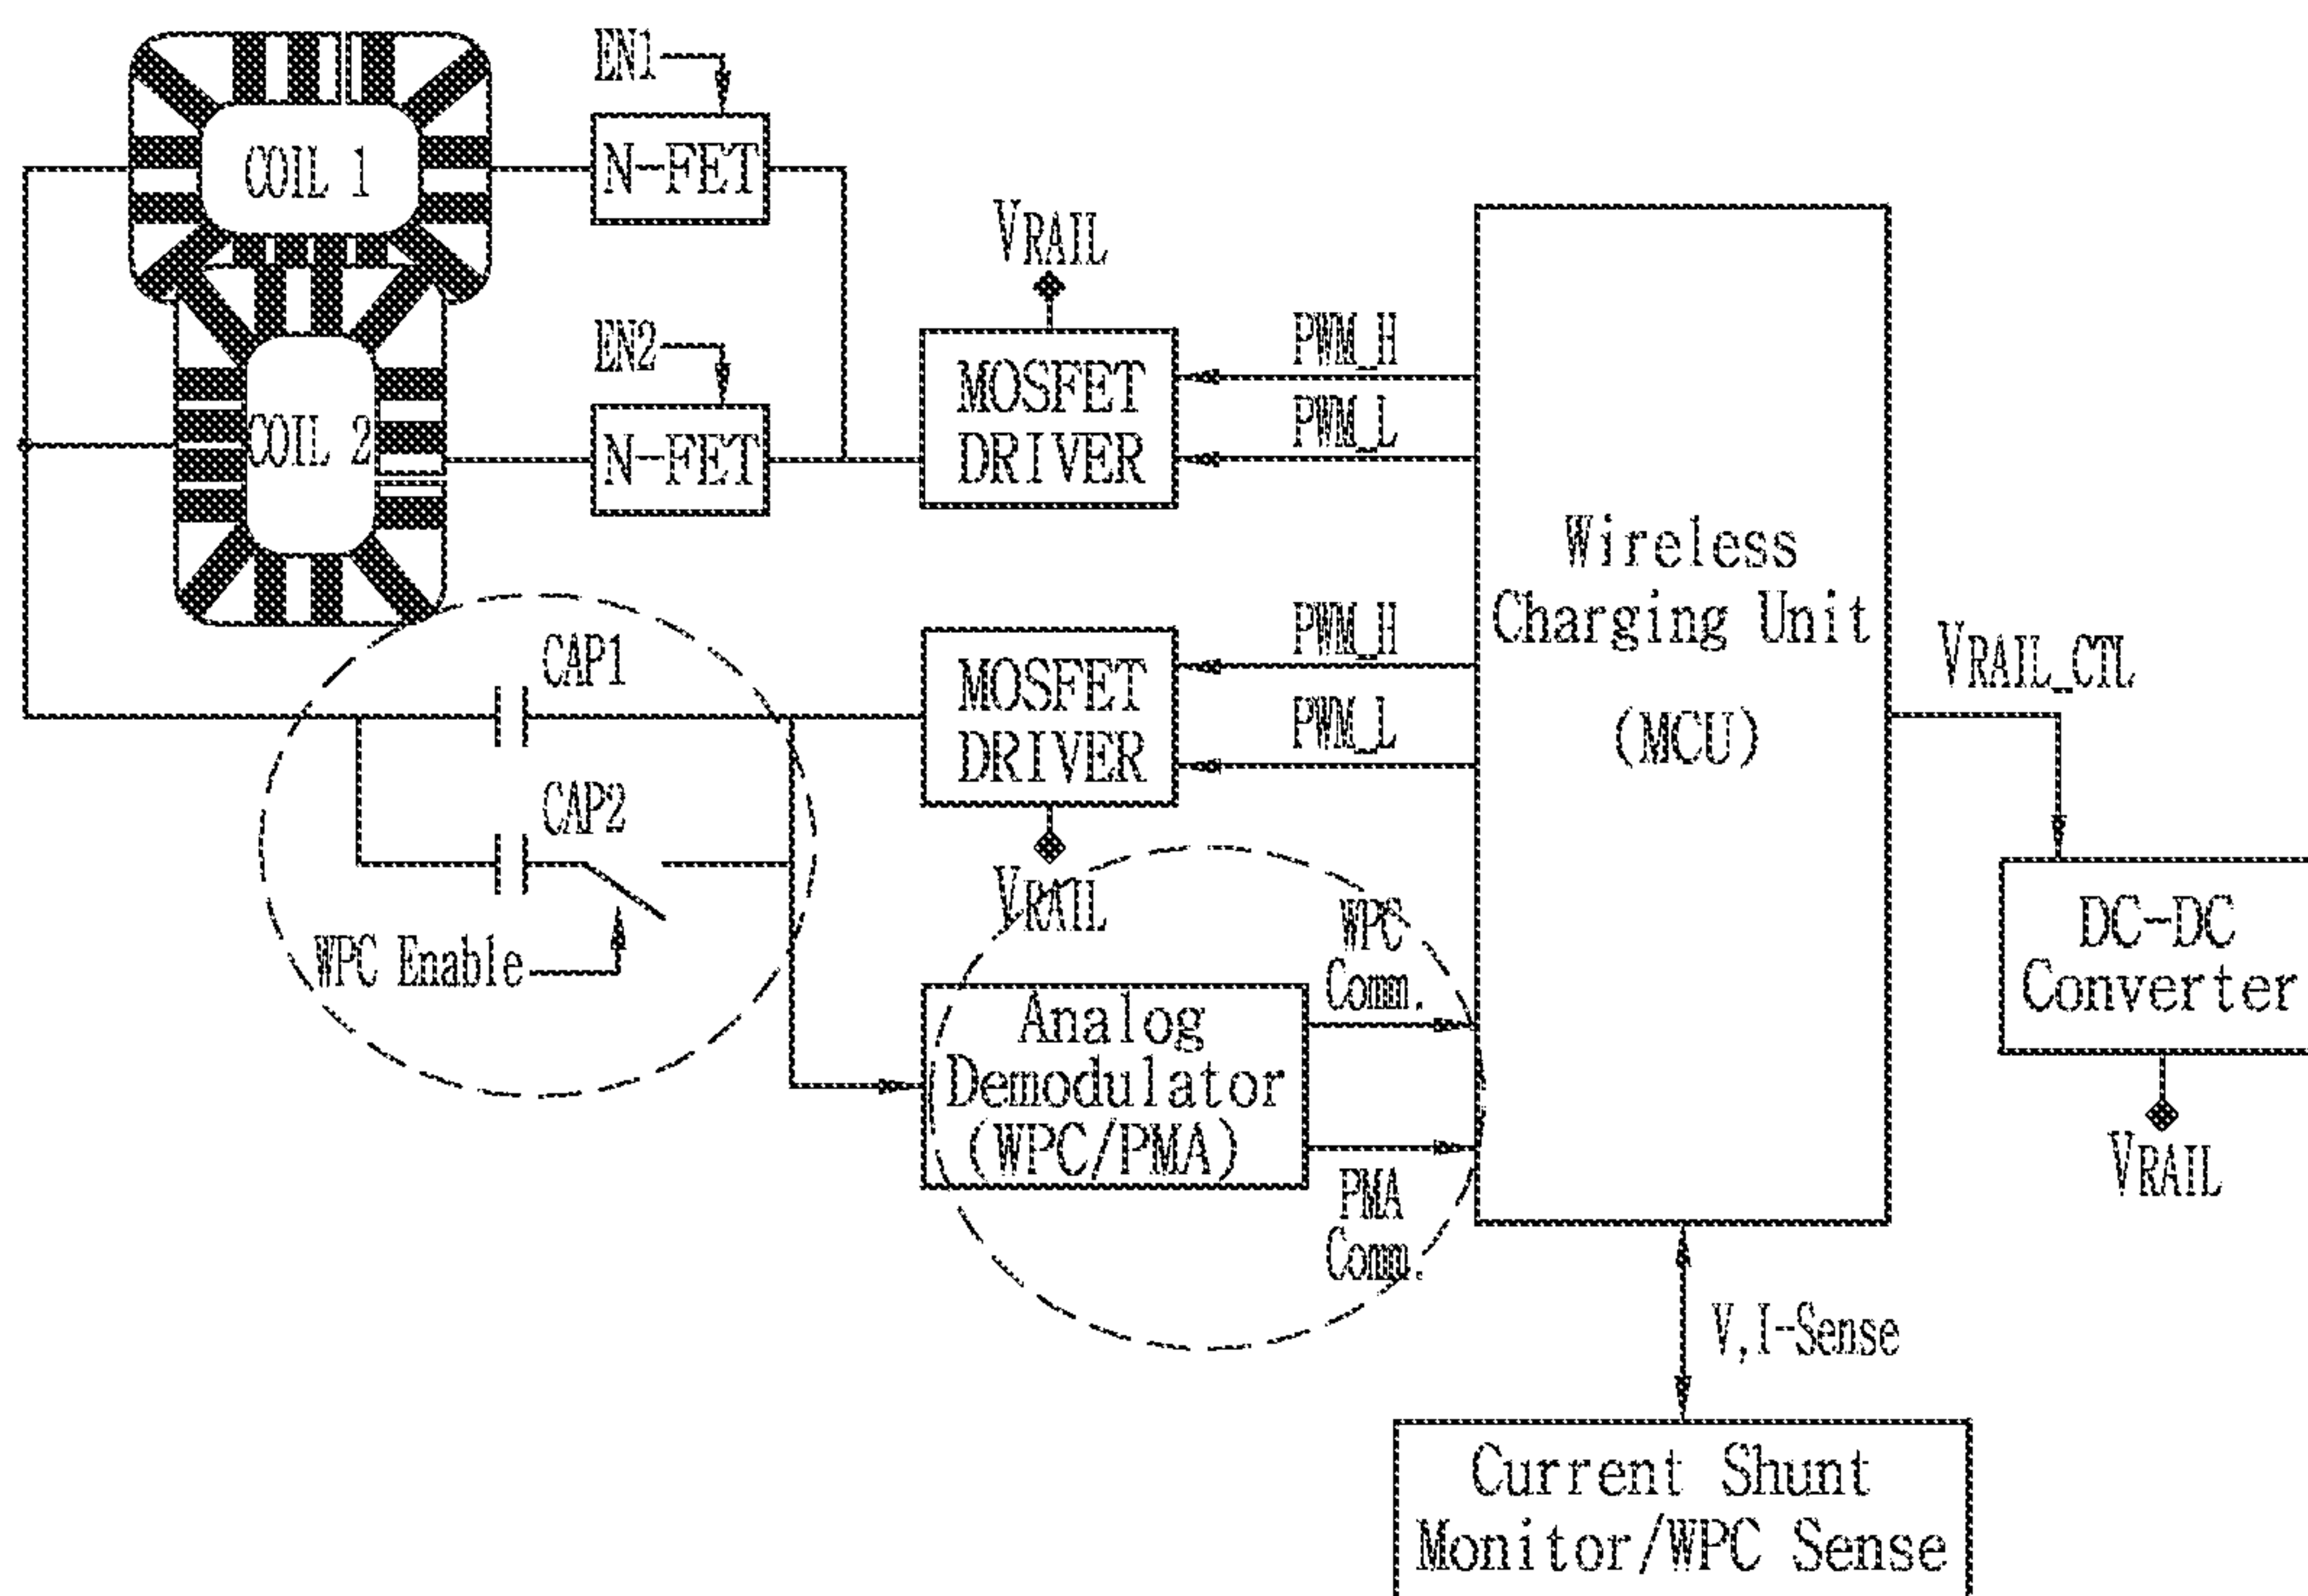 EN1
COIL 1
N-FET
VRAIL
EN2
PWM_H
MOSFET
DRIVER
PWM_L
COIL 2
N-FET
Wireless
Charging Unit
(MCU)
CAP1
PWM_H
MOSFET
DRIVER
PWM_L
VRAIL_CTL
CAP2
VRAIL
WPC Enable
WPC
Comm.
DC-DC
Converter
Analog
Demodulator
(WPC/PMA)
PMA
Comm.
VRAIL
V,I-Sense
Current Shunt
Monitor/WPC Sense